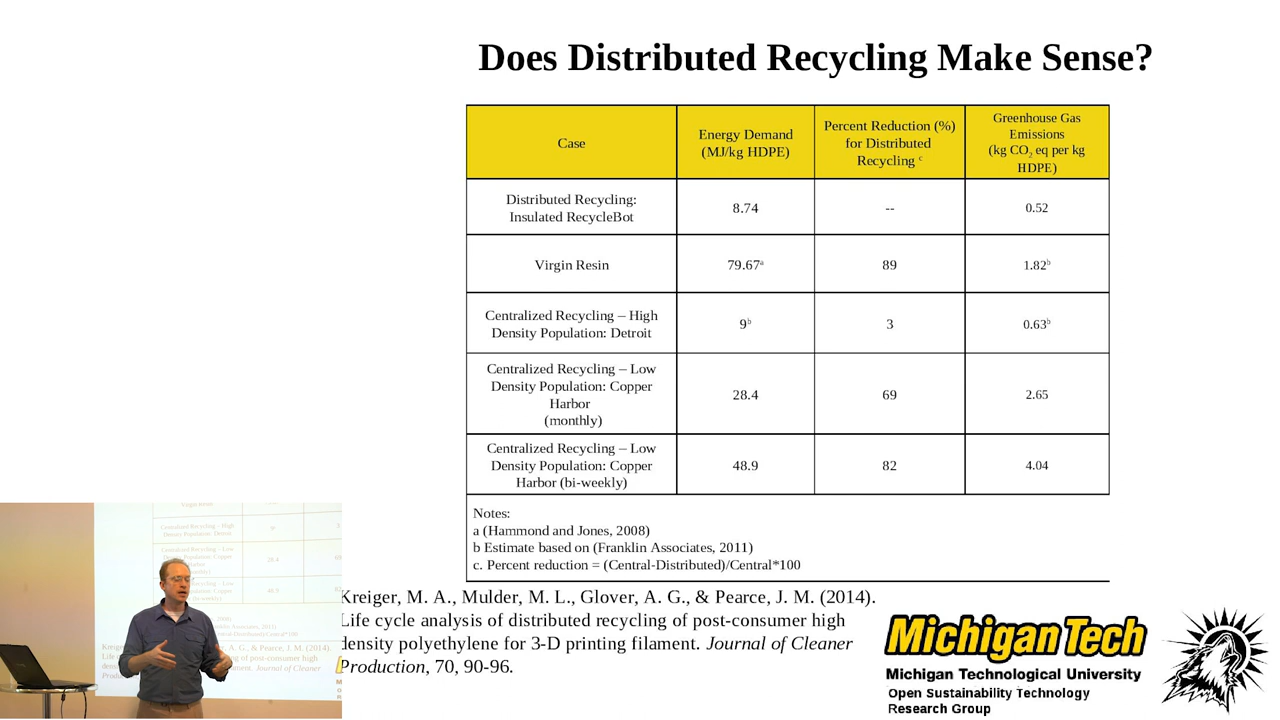 Does Distributed Recycling Make Sense?
Case
Energy Demand
(MJ/kg HDPE)
Percent Reduction (%)
for Distributed
Recycling c
Greenhouse Gas
Emissions
(kg CO2 eq per kg
HDPE)
Distributed Recycling:
Insulated RecycleBot
8.74
--
0.52
Virgin Resin
79.67a
89
1.82b
Centralized Recycling – High
Density Population: Detroit
9b
3
0.63b
Centralized Recycling – Low
Density Population: Copper
Harbor
(monthly)
28.4
69
2.65
Centralized Recycling – Low
Density Population: Copper
Harbor (bi-weekly)
48.9
82
4.04
Notes:
a (Hammond and Jones, 2008)
b Estimate based on (Franklin Associates, 2011)
c. Percent reduction = (Central-Distributed)/Central*100
Kreiger, M. A., Mulder, M. L., Glover, A. G., & Pearce, J. M. (2014).
Life cycle analysis of distributed recycling of post-consumer high
density polyethylene for 3-D printing filament. Journal of Cleaner
Production, 70, 90-96.
MichiganTech
Michigan Technological University
Open Sustainability Technology
Research Group